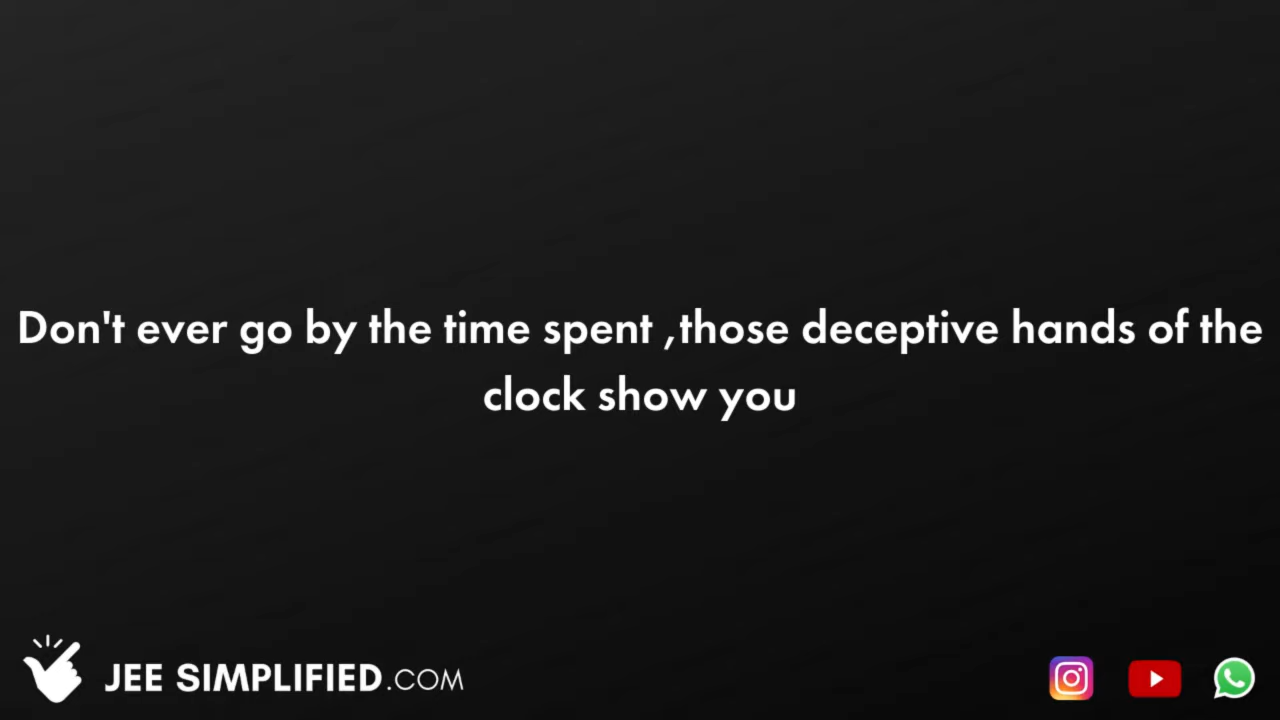 Don't ever go by the time spent ,those deceptive hands of the
clock show you
JEE SIMPLIFIED.COM